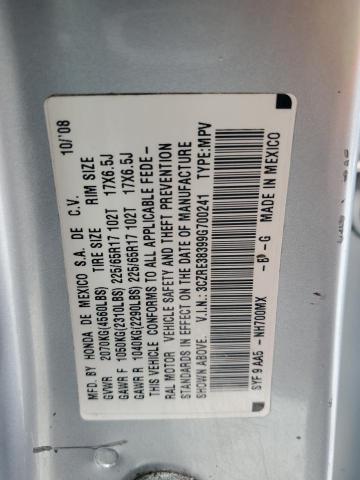 MFD. BY HONDA DE MEXICO S.A. DE C.V. 10/'08
GVWR 2070KG(4560LBS) TIRE SIZE RIM SIZE
GAWR F 1050KG(2310LBS) 225/65R17 102T 17X6.5J
GAWR R 1040KG(2290LBS) 225/65R17 102T 17X6.5J
THIS VEHICLE CONFORMS TO ALL APPLICABLE FEDE-
RAL MOTOR VEHICLE SAFETY AND THEFT PREVENTION
STANDARDS IN EFFECT ON THE DATE OF MANUFACTURE
SHOWN ABOVE. V.I.N.: 3CZRE38399G700241 TYPE:MPV
SYF 9 AA5 -NH700MX -B -G MADE IN MEXICO